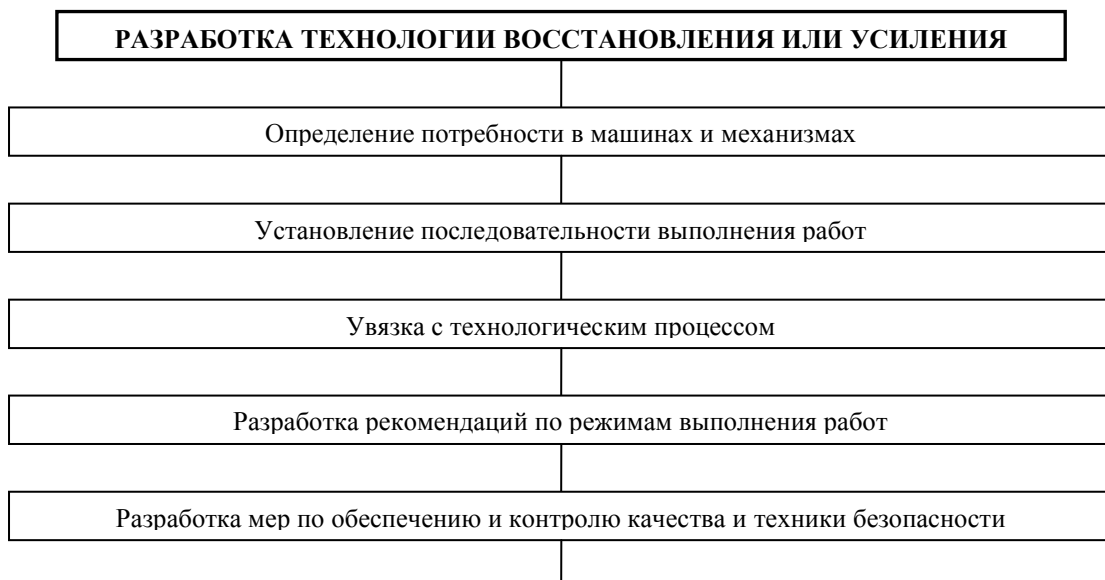 РАЗРАБОТКА ТЕХНОЛОГИИ ВОССТАНОВЛЕНИЯ ИЛИ УСИЛЕНИЯ
Определение потребности в машинах и механизмах
Установление последовательности выполнения работ
Увязка с технологическим процессом
Разработка рекомендаций по режимам выполнения работ
Разработка мер по обеспечению и контролю качества и техники безопасности